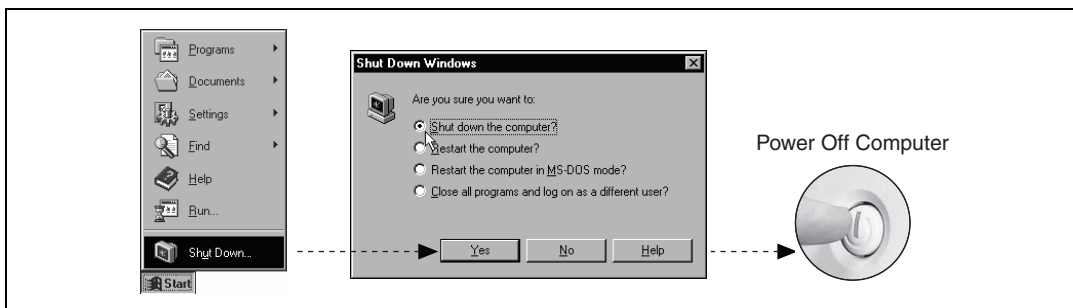 Programs
Documents
Settings
Find
Help
Run...
Shut Down...
Start
Shut Down Windows
Are you sure you want to:
Shut down the computer?
Restart the computer?
Restart the computer in MS-DOS mode?
Close all programs and log on as a different user?
Yes
No
Help
Power Off Computer